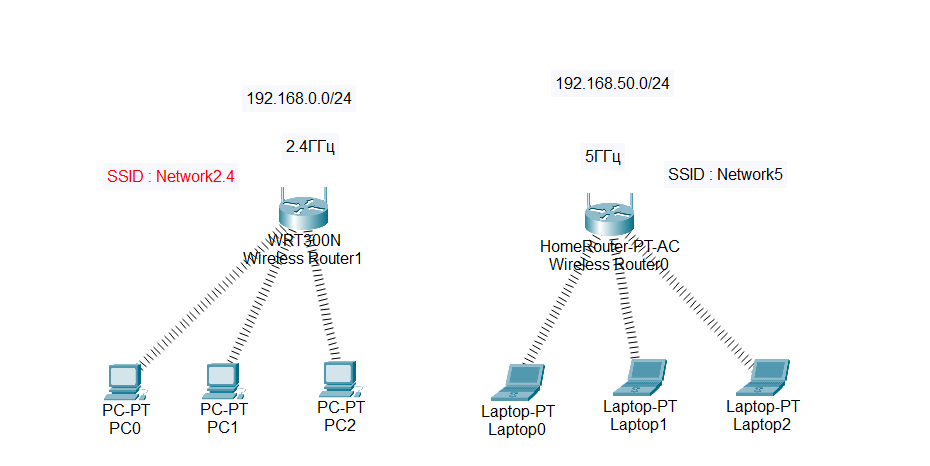 192.168.0.0/24
192.168.50.0/24
2.4ГГц
5ГГц
SSID : Network2.4
SSID : Network5
WRT300N
Wireless Router1
HomeRouter-PT-AC
Wireless Router0
PC-PT
PC0
PC-PT
PC1
PC-PT
PC2
Laptop-PT
Laptop0
Laptop-PT
Laptop1
Laptop-PT
Laptop2